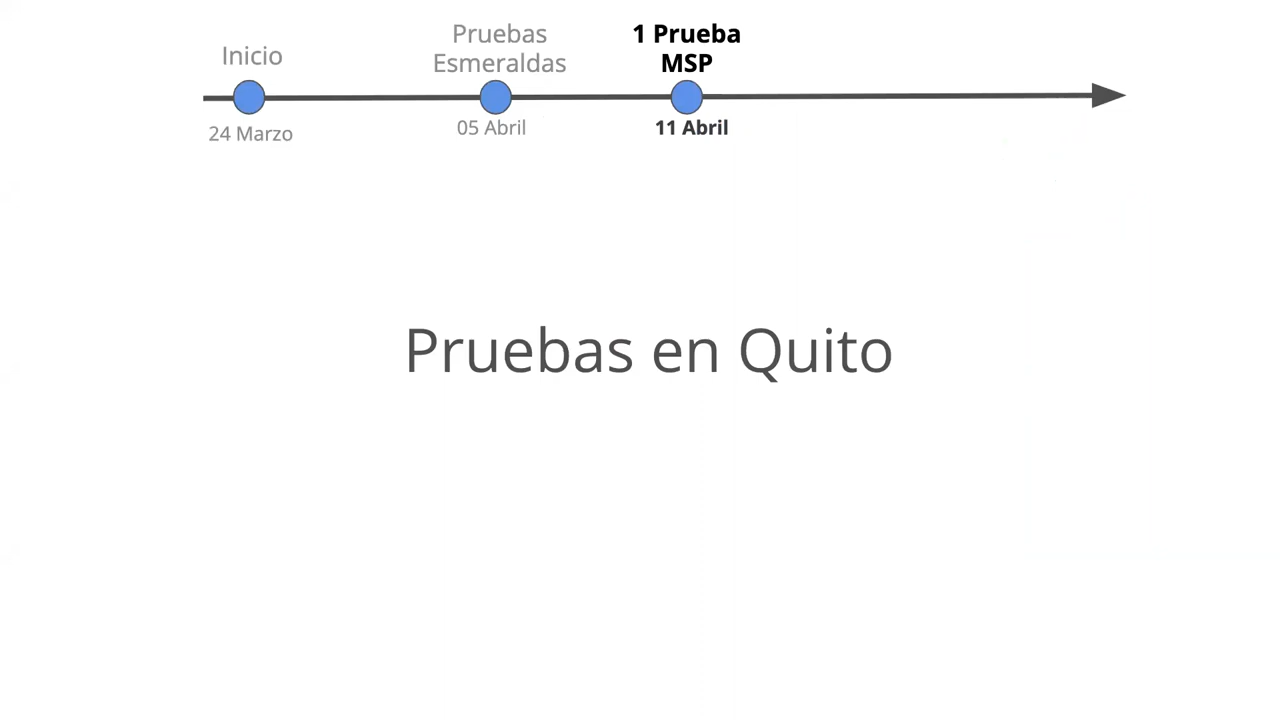 Inicio
24 Marzo
Pruebas
Esmeraldas
05 Abril
1 Prueba
MSP
11 Abril
Pruebas en Quito